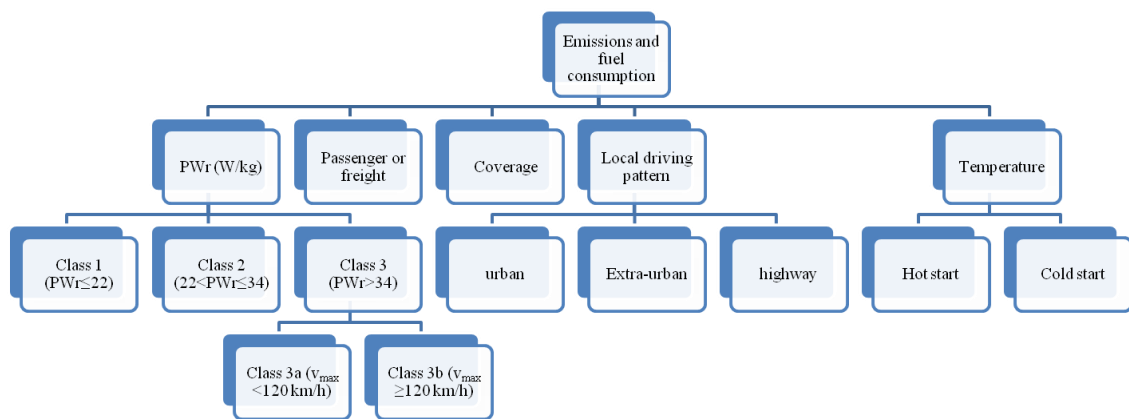 Emissions and
fuel
consumption
PWr (W/kg)
Passenger or
freight
Coverage
Local driving
pattern
Temperature
Class 1
(PWr≤22)
Class 2
(22<PWr≤34)
Class 3
(PWr>34)
urban
Extra-urban
highway
Hot start
Cold start
Class 3a (vmax
<120 km/h)
Class 3b (vmax
≥120 km/h)